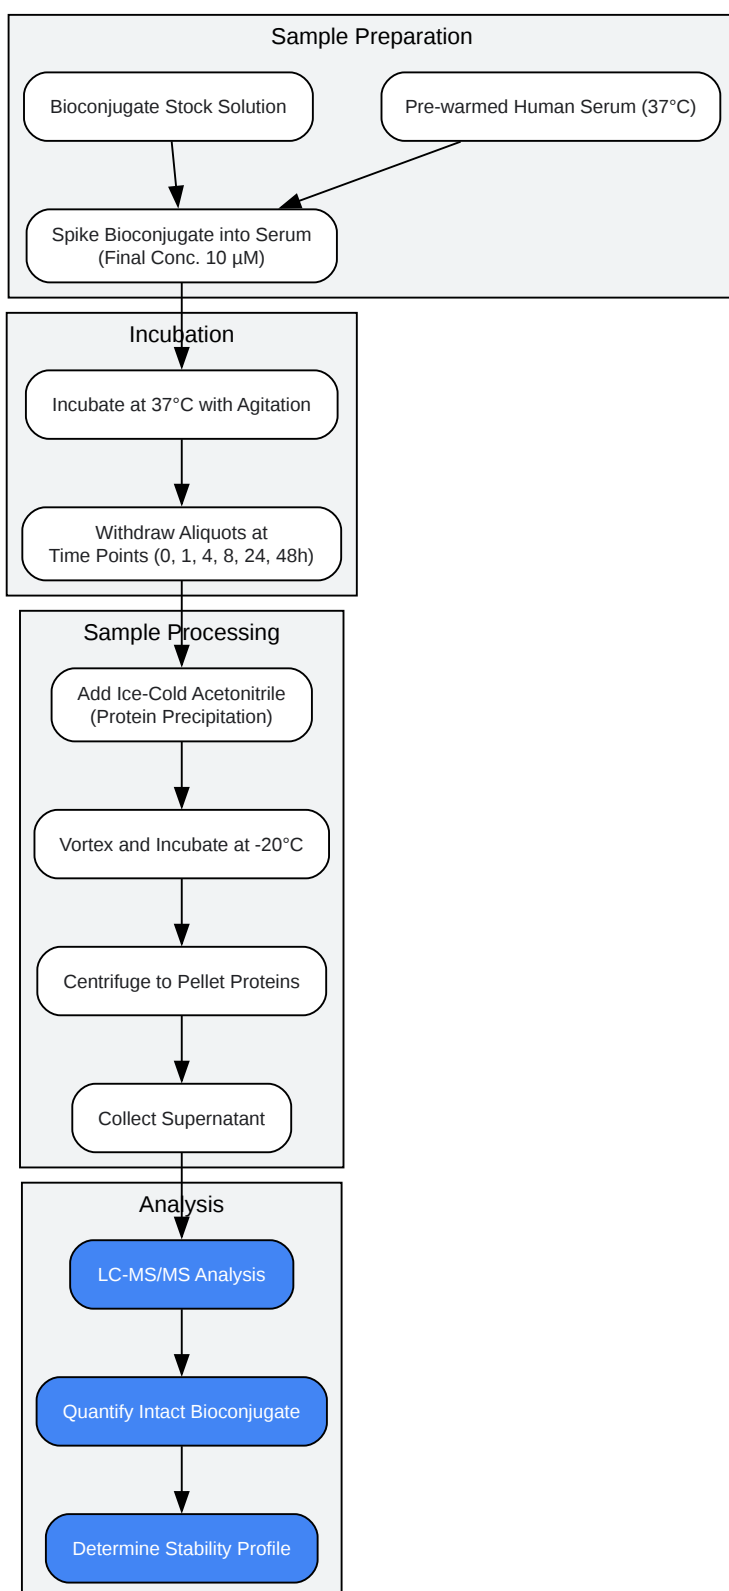 Sample Preparation
Bioconjugate Stock Solution
Pre-warmed Human Serum (37°C)
Spike Bioconjugate into Serum
(Final Conc. 10 µM)
Incubation
Incubate at 37°C with Agitation
Withdraw Aliquots at
Time Points (0, 1, 4, 8, 24, 48h)
Sample Processing
Add Ice-Cold Acetonitrile
(Protein Precipitation)
Vortex and Incubate at -20°C
Centrifuge to Pellet Proteins
Collect Supernatant
Analysis
LC-MS/MS Analysis
Quantify Intact Bioconjugate
Determine Stability Profile